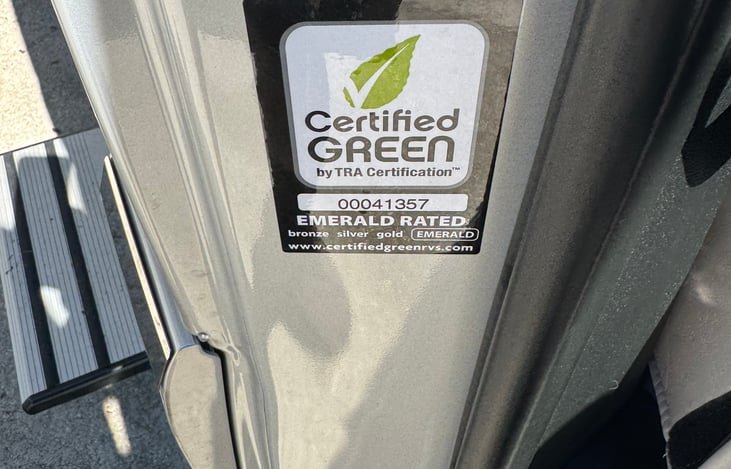 Certified
GREEN
by TRA Certification™
00041357
EMERALD RATED
bronze silver gold EMERALD
www.certifiedgreenrvs.com